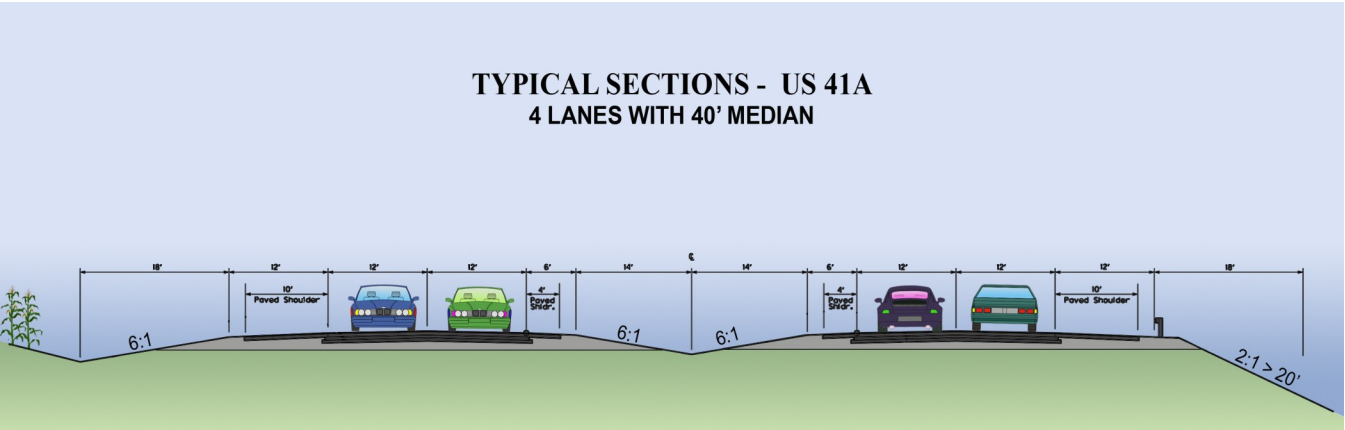 TYPICAL SECTIONS - US 41A
4 LANES WITH 40’ MEDIAN
℄
18' 12' 12' 12' 6' 14' 14' 6' 12' 12' 12' 18'
10' 4' 4' 10'
Paved Shoulder Paved Paved Paved Shoulder
Shldr. Shldr.
6:1 6:1 6:1
2:1 > 20’